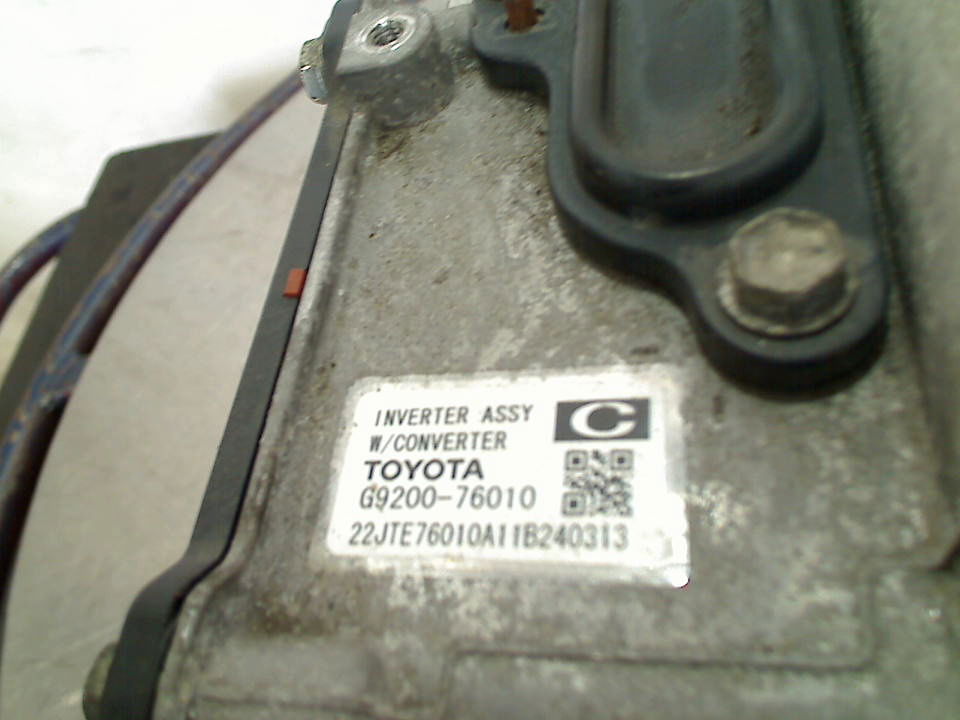 INVERTER ASSY
W/CONVERTER
C
TOYOTA
G9200-76010
22JTE76010A11B240313